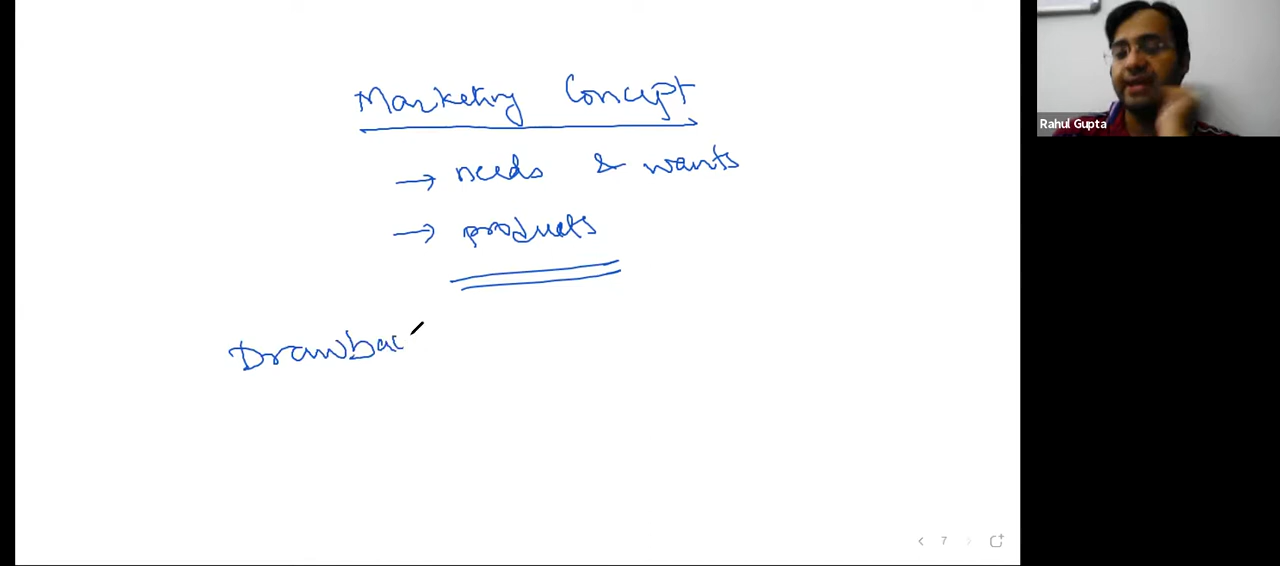 Marketing Concept
→ needs & wants
→ products
Drawbac
Rahul Gupta
7